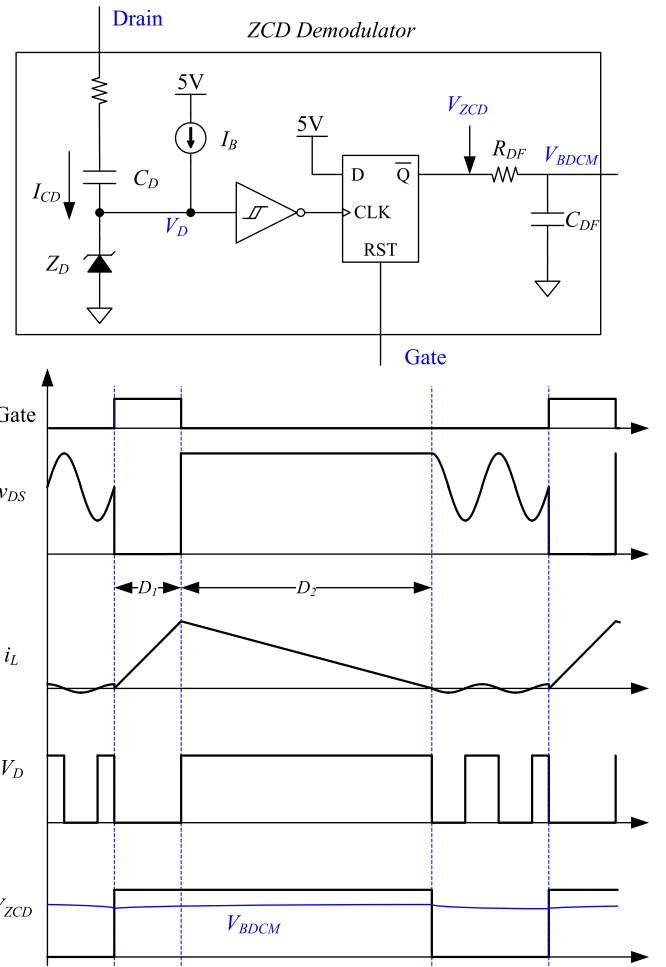 Drain
ZCD Demodulator
5V
I_B
5V
V_ZCD
R_DF
V_BDCM
D
Q̅
I_CD
C_D
CLK
C_DF
V_D
Z_D
RST
Gate
Gate
v_DS
D_1
D_2
i_L
V_D
V_ZCD
V_BDCM